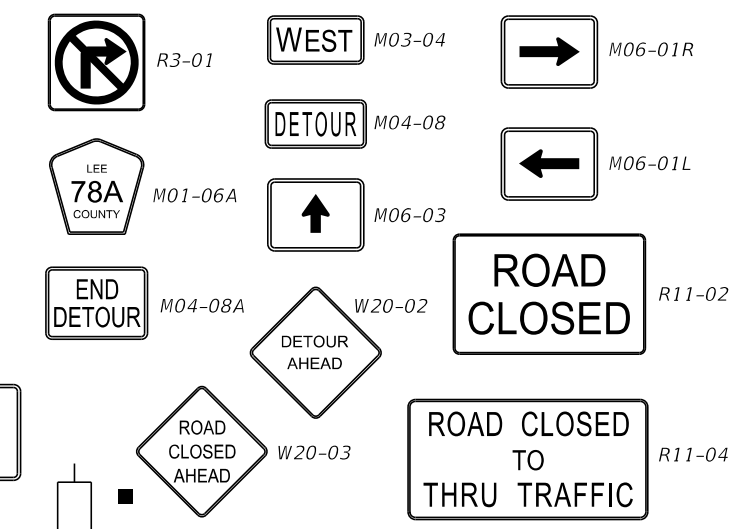 R3-01
WEST
M03-04
M06-01R
DETOUR
M04-08
LEE
78A
COUNTY
M01-06A
M06-01L
M06-03
END
DETOUR
M04-08A
DETOUR
AHEAD
W20-02
ROAD
CLOSED
R11-02
ROAD
CLOSED
AHEAD
W20-03
ROAD CLOSED
TO
THRU TRAFFIC
R11-04